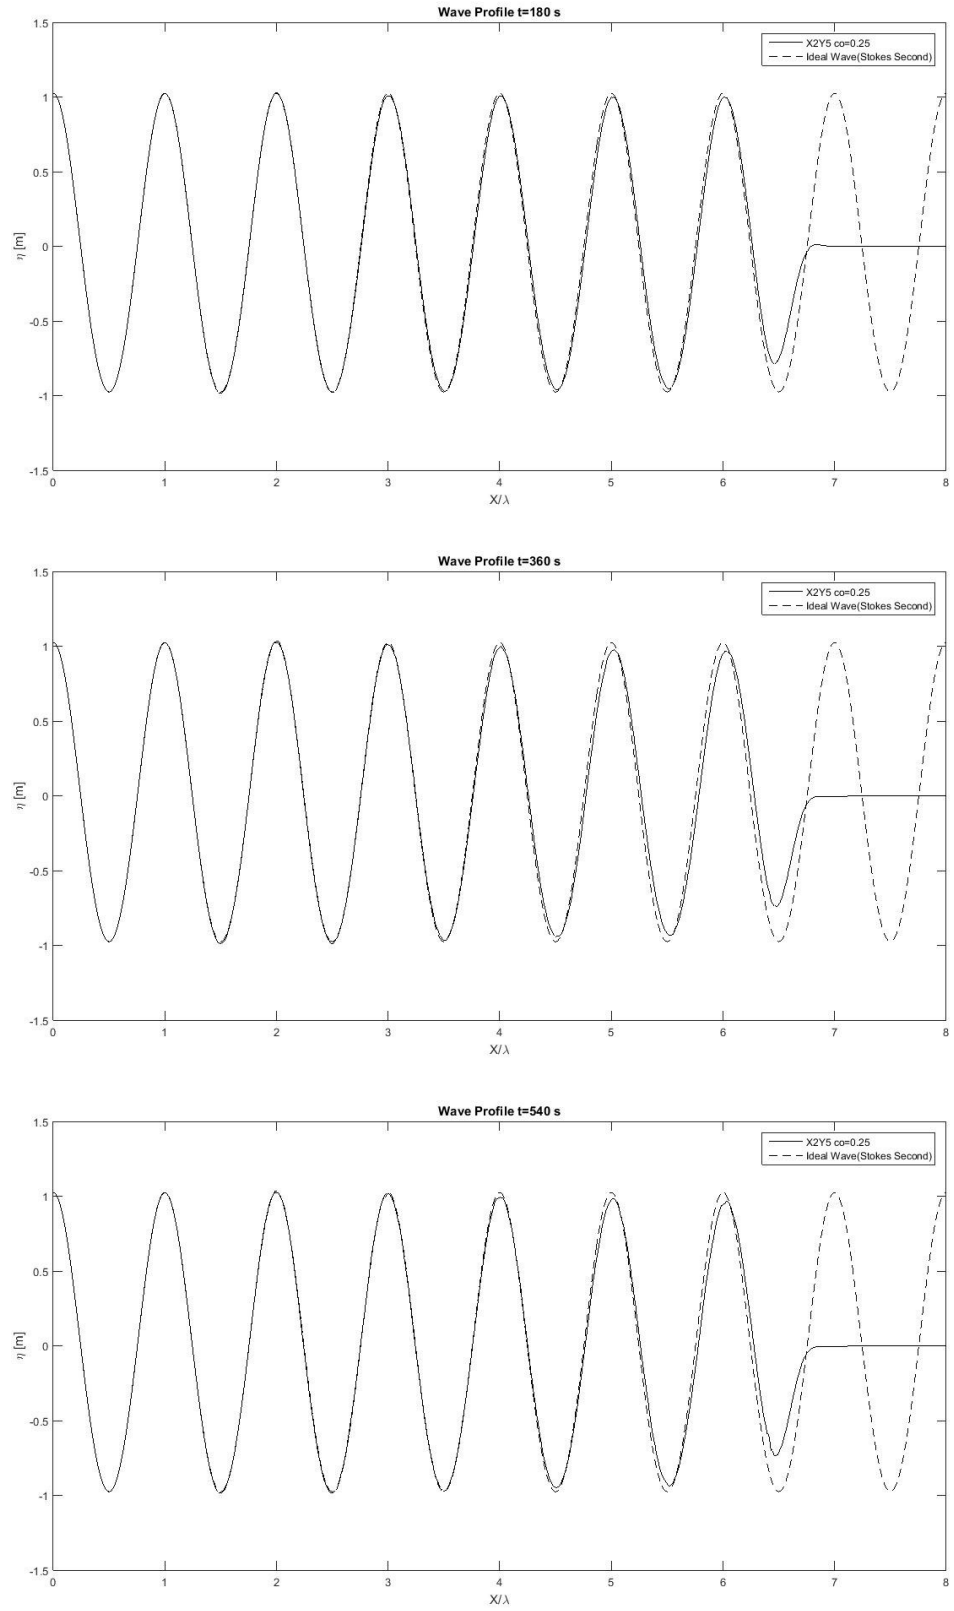 Wave Profile t=180 s
X2Y5 co=0.25
Ideal Wave(Stokes Second)
1.5
1
0.5
0
-0.5
-1
-1.5
η [m]
0 1 2 3 4 5 6 7 8
X/λ
Wave Profile t=360 s
X2Y5 co=0.25
Ideal Wave(Stokes Second)
1.5
1
0.5
0
-0.5
-1
-1.5
η [m]
0 1 2 3 4 5 6 7 8
X/λ
Wave Profile t=540 s
X2Y5 co=0.25
Ideal Wave(Stokes Second)
1.5
1
0.5
0
-0.5
-1
-1.5
η [m]
0 1 2 3 4 5 6 7 8
X/λ